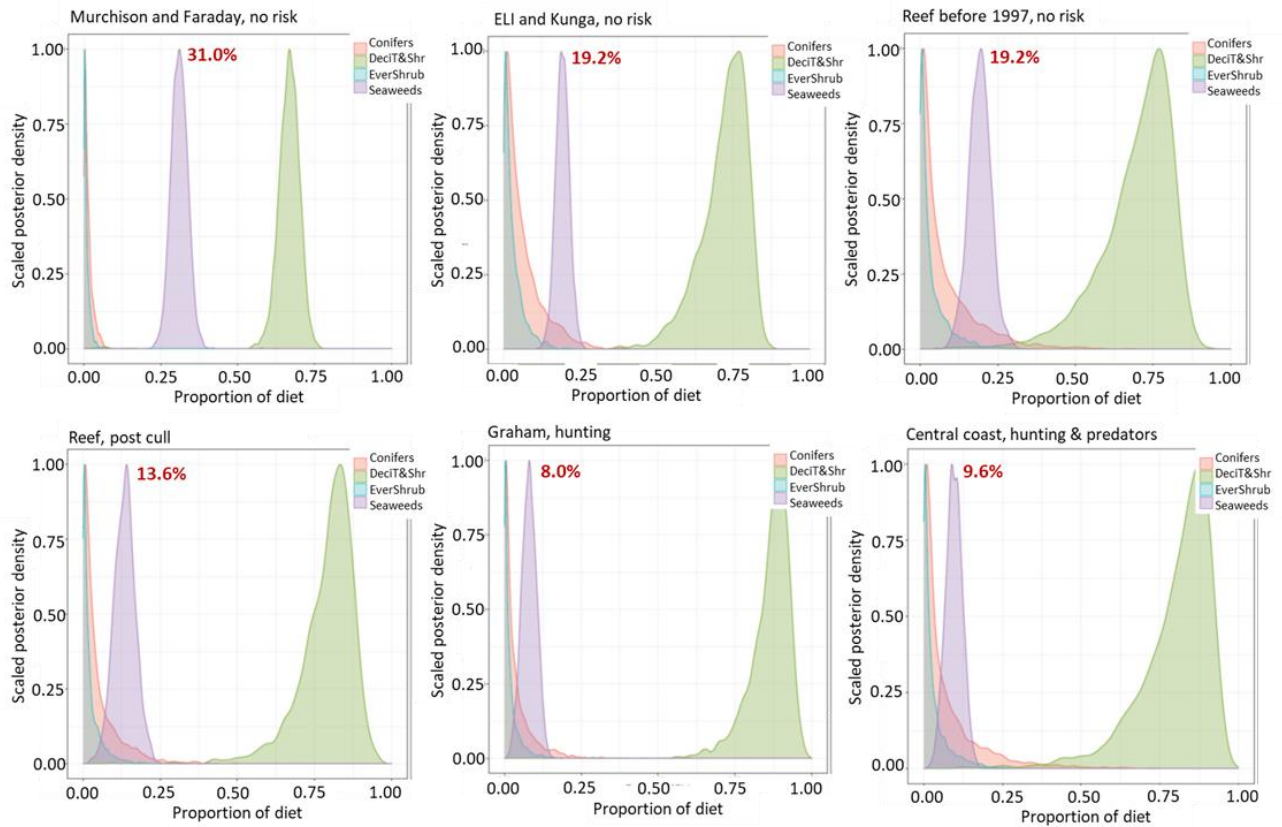 Murchison and Faraday, no risk
1.00
0.75
0.50
0.25
0.00
Scaled posterior density
31.0%
Conifers
DeciT&Shr
EverShrub
Seaweeds
0.00 0.25 0.50 0.75 1.00
Proportion of diet
ELI and Kunga, no risk
1.00
0.75
0.50
0.25
0.00
Scaled posterior density
19.2%
Conifers
DeciT&Shr
EverShrub
Seaweeds
0.00 0.25 0.50 0.75 1.00
Proportion of diet
Reef before 1997, no risk
1.00
0.75
0.50
0.25
0.00
Scaled posterior density
19.2%
Conifers
DeciT&Shr
EverShrub
Seaweeds
0.00 0.25 0.50 0.75 1.00
Proportion of diet
Reef, post cull
1.00
0.75
0.50
0.25
0.00
Scaled posterior density
13.6%
Conifers
DeciT&Shr
EverShrub
Seaweeds
0.00 0.25 0.50 0.75 1.00
Proportion of diet
Graham, hunting
1.00
0.75
0.50
0.25
0.00
Scaled posterior density
8.0%
Conifers
DeciT&Shr
EverShrub
Seaweeds
0.00 0.25 0.50 0.75 1.00
Proportion of diet
Central coast, hunting & predators
1.00
0.75
0.50
0.25
0.00
Scaled posterior density
9.6%
Conifers
DeciT&Shr
EverShrub
Seaweeds
0.00 0.25 0.50 0.75 1.00
Proportion of diet